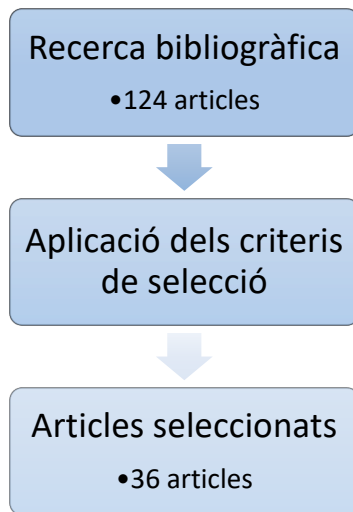 Recerca bibliogràfica
•124 articles
Aplicació dels criteris
de selecció
Articles seleccionats
•36 articles